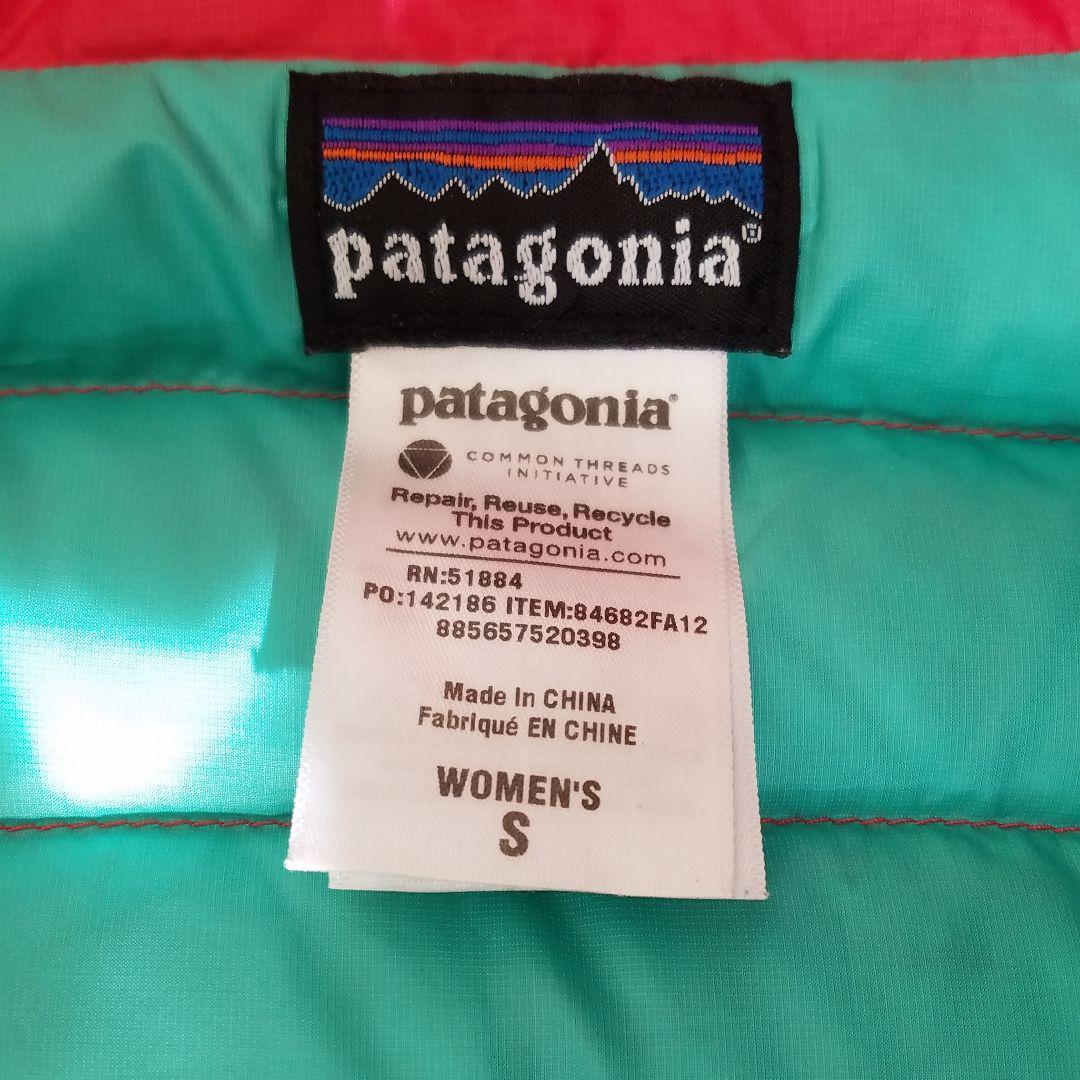 patagonia®
patagonia®
COMMON THREADS
INITIATIVE
Repair, Reuse, Recycle
This Product
www.patagonia.com
RN:51884
PO:142186 ITEM:84682FA12
885657520398
Made In CHINA
Fabriqué EN CHINE
WOMEN'S
S